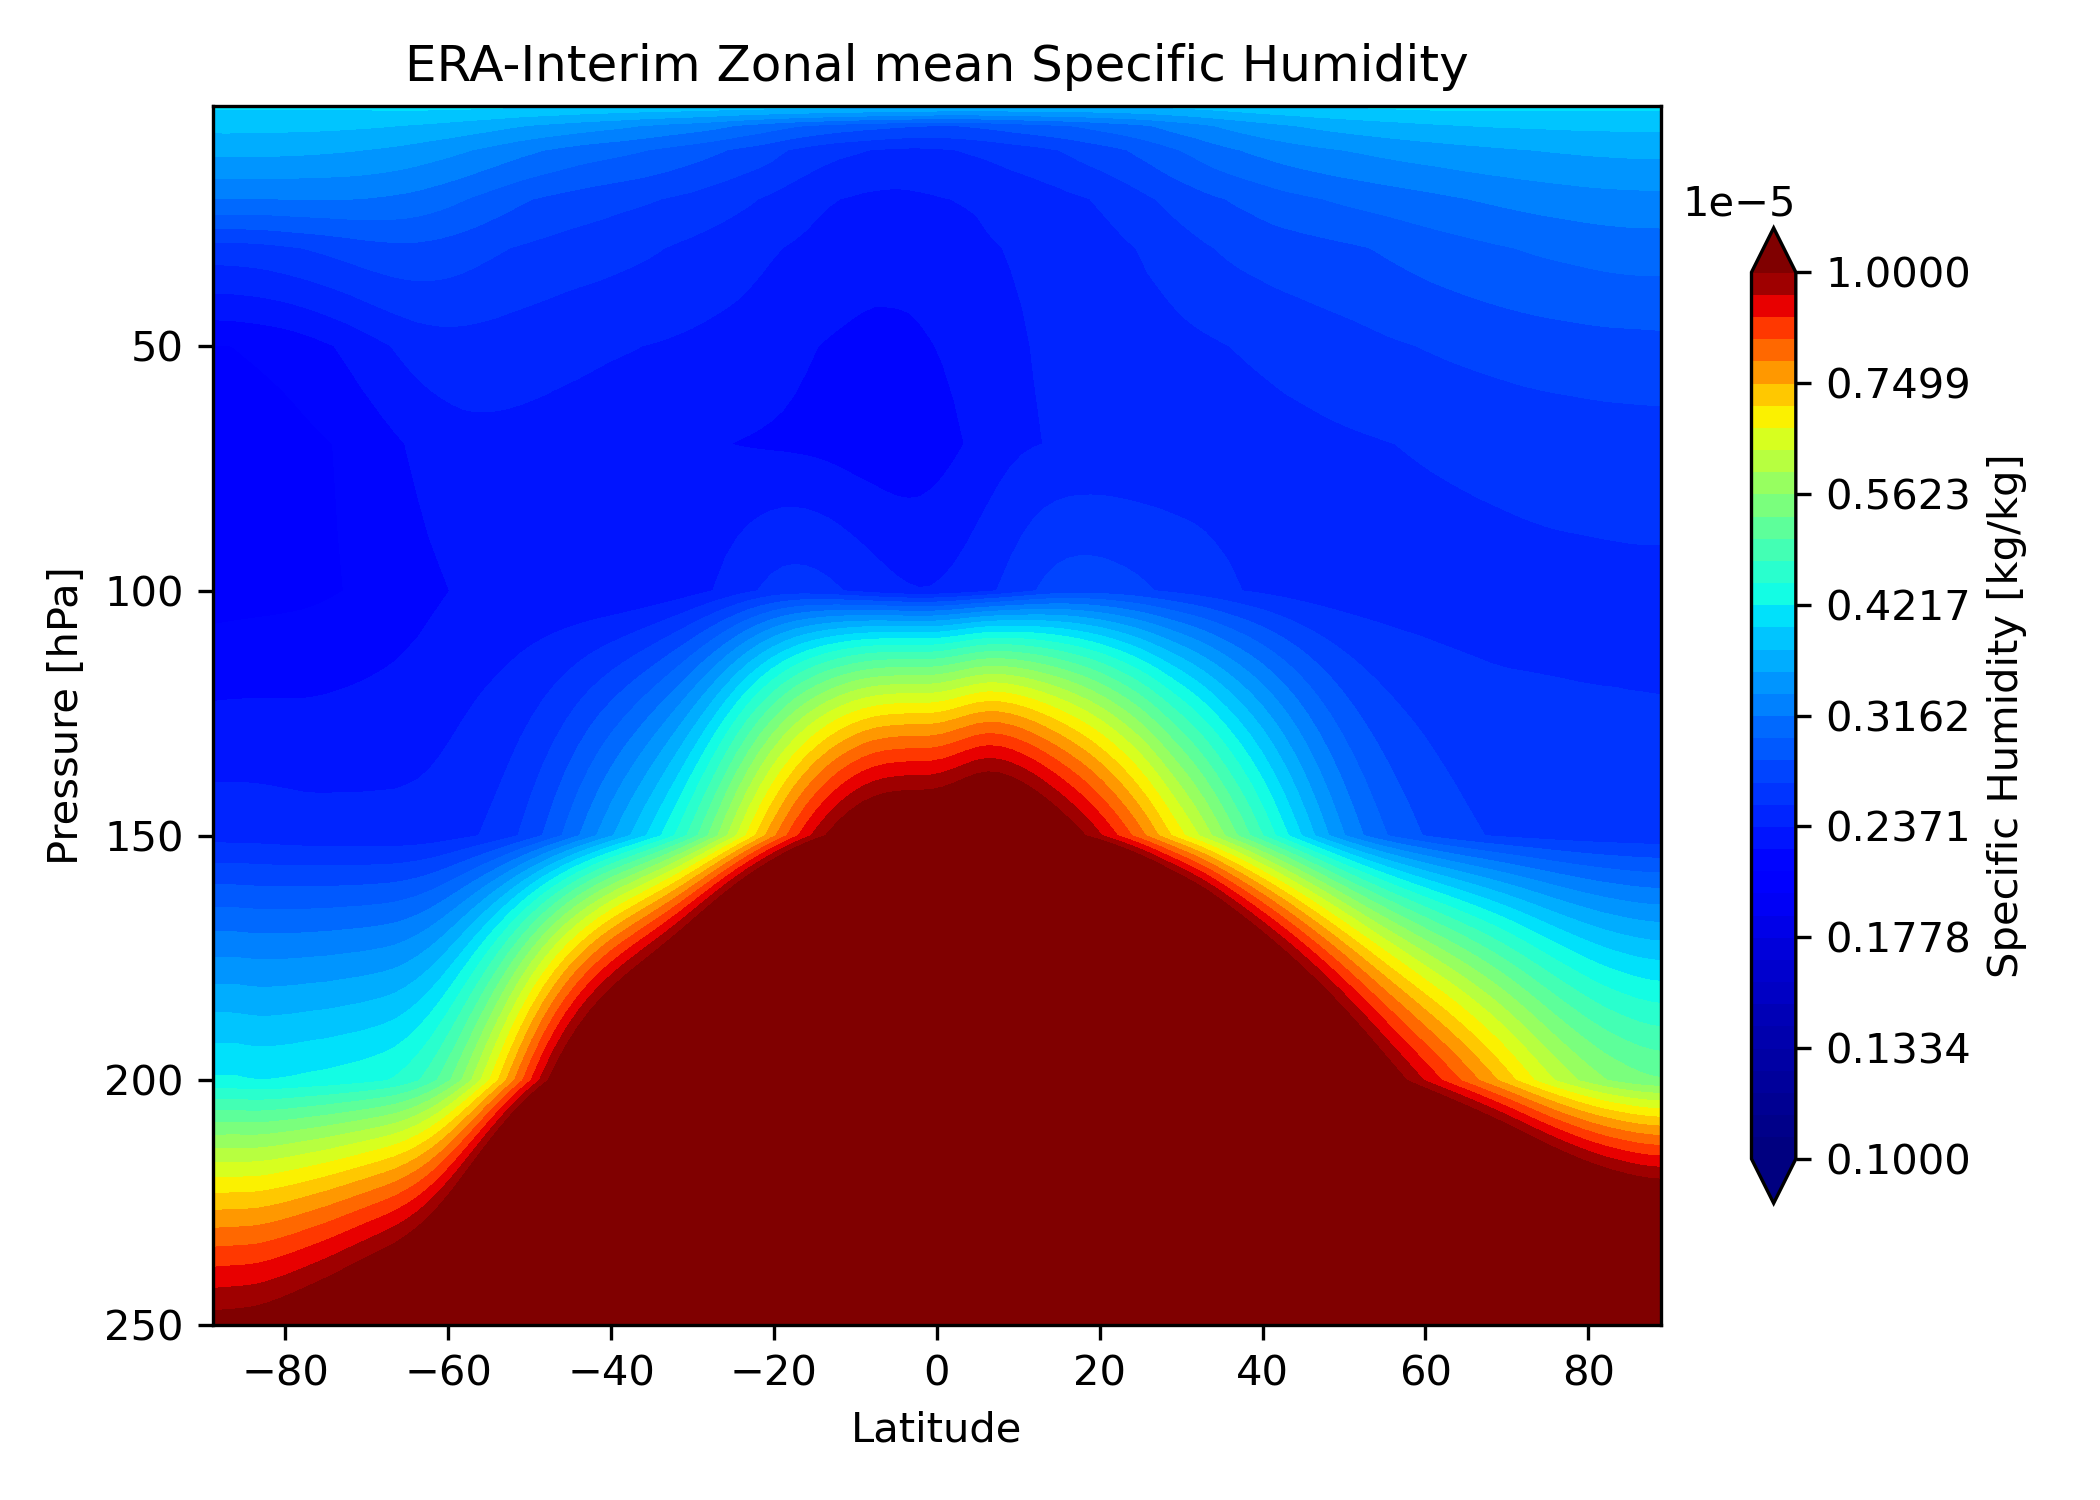 ERA-Interim Zonal mean Specific Humidity
1e−5
1.0000
0.7499
0.5623
0.4217
0.3162
0.2371
0.1778
0.1334
0.1000
Specific Humidity [kg/kg]
Pressure [hPa]
50
100
150
200
250
−80 −60 −40 −20 0 20 40 60 80
Latitude